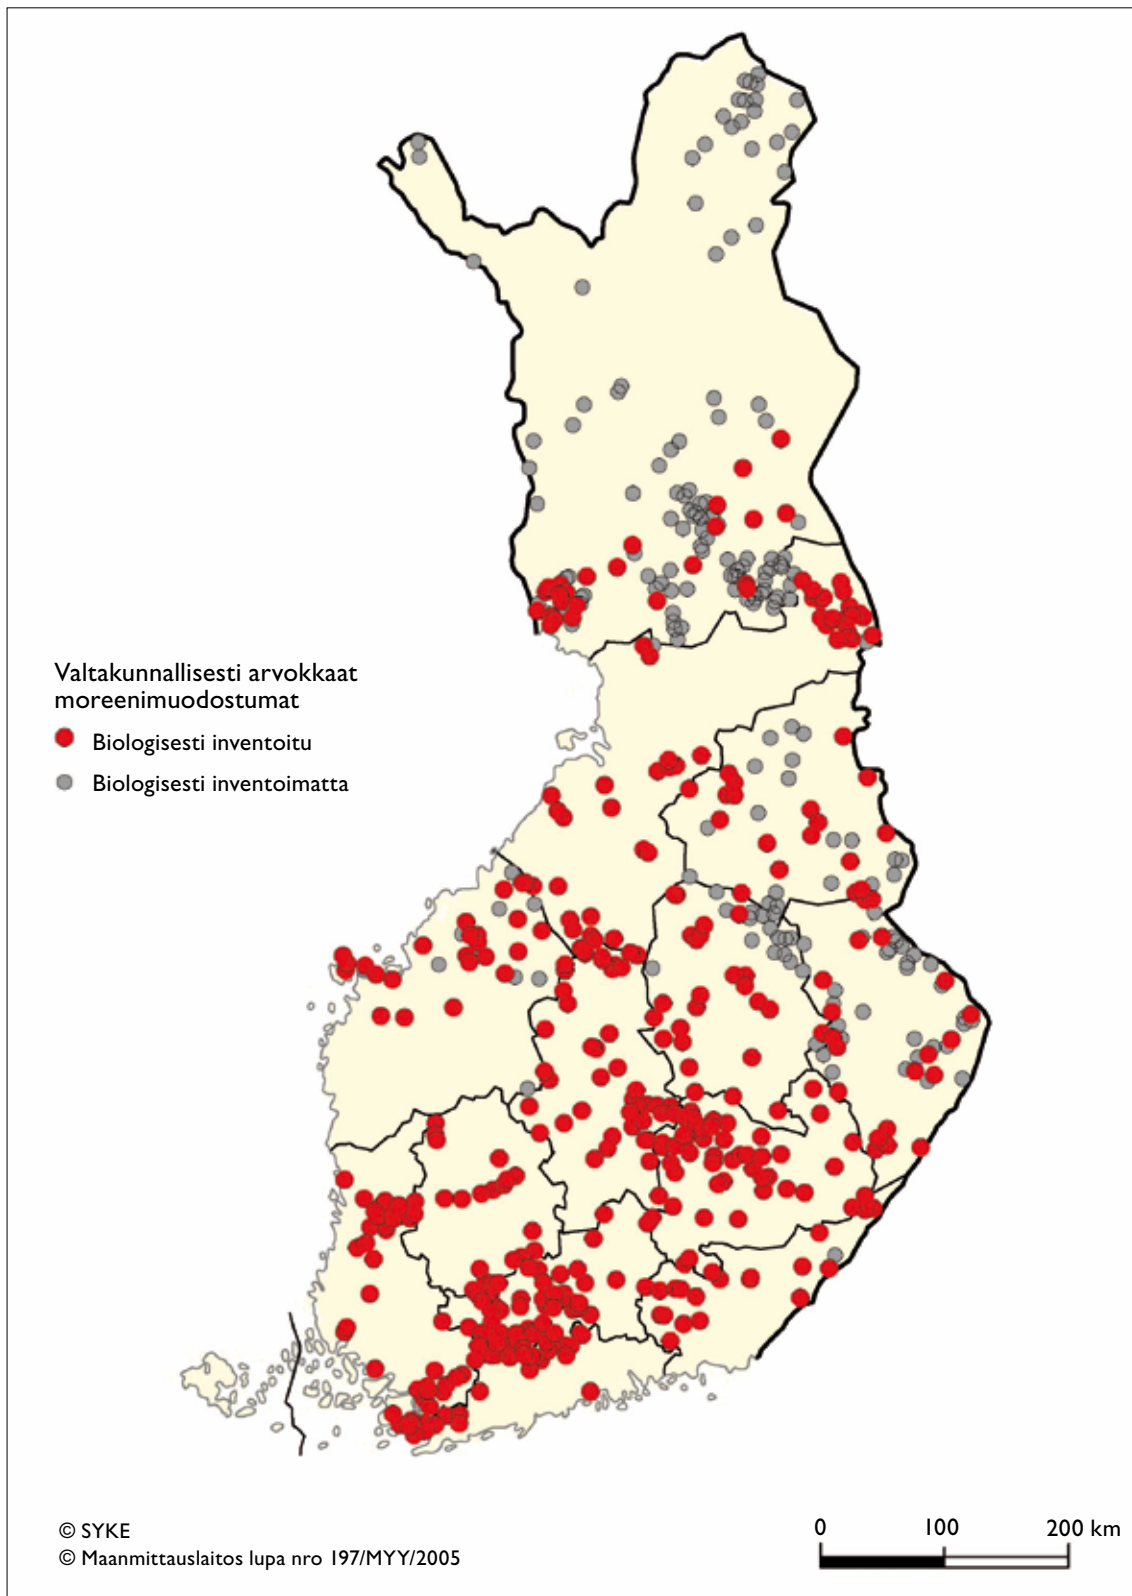 Valtakunnallisesti arvokkaat
moreenimuodostumat
Biologisesti inventoitu
Biologisesti inventoimatta
© SYKE
© Maanmittauslaitos lupa nro 197/MYY/2005
0 100 200 km